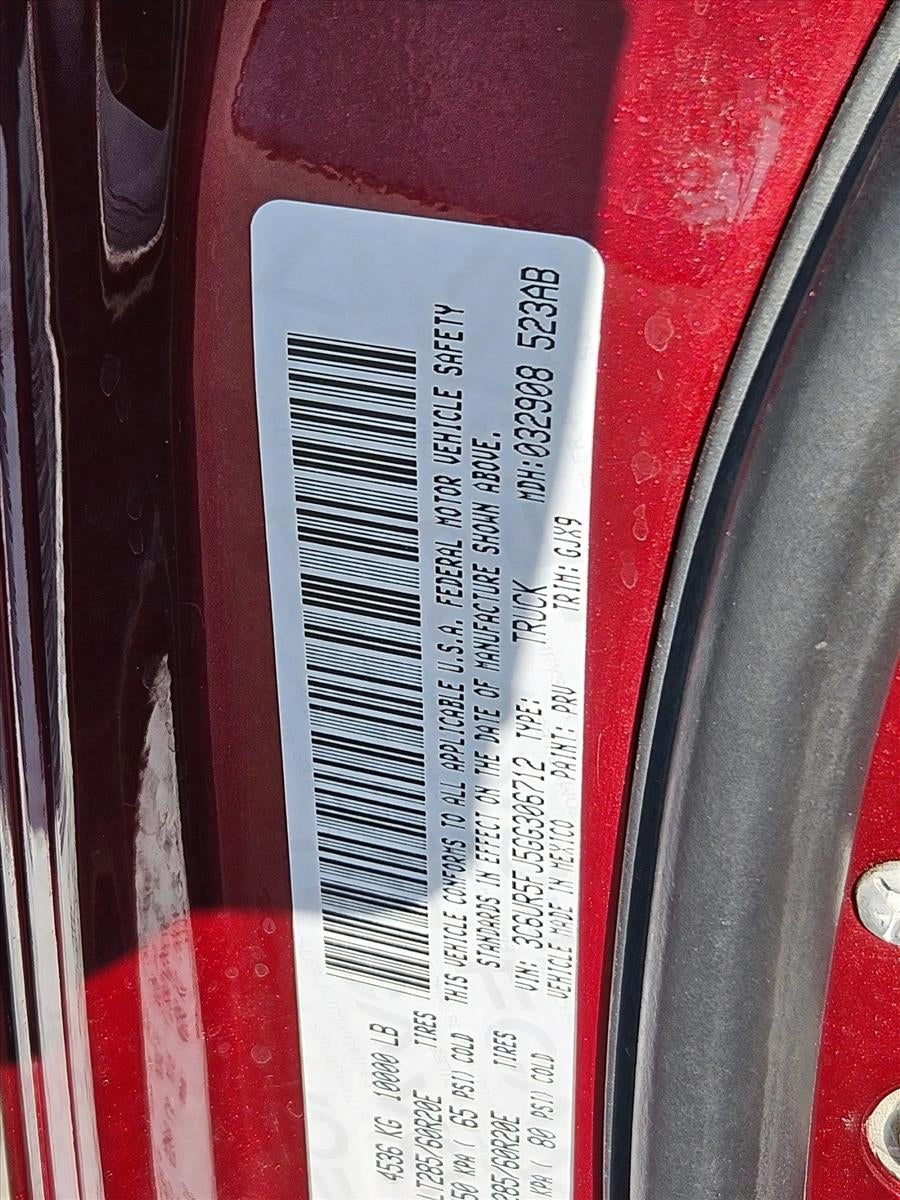 4536 KG 10000 LB
LT285/60R20E TIRES
50 KPA ( 65 PSI) COLD
285/60R20E TIRES
KPA ( 80 PSI) COLD
THIS VEHICLE CONFORMS TO ALL APPLICABLE U.S.A. FEDERAL MOTOR VEHICLE SAFETY
STANDARDS IN EFFECT ON THE DATE OF MANUFACTURE SHOWN ABOVE.
VIN: 3C6UR5FJ5GG306712 TYPE: TRUCK MDH:032908 523AB
VEHICLE MADE IN MEXICO PAINT: PRV TRIM: GJX9